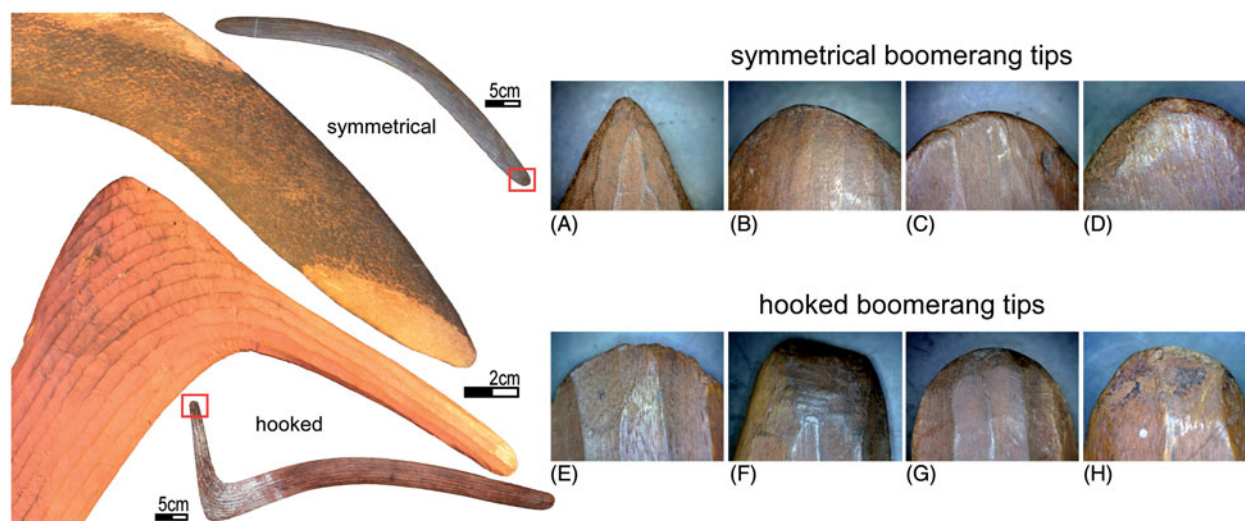 5cm
symmetrical
2cm
hooked
5cm
symmetrical boomerang tips
(A)
(B)
(C)
(D)
hooked boomerang tips
(E)
(F)
(G)
(H)